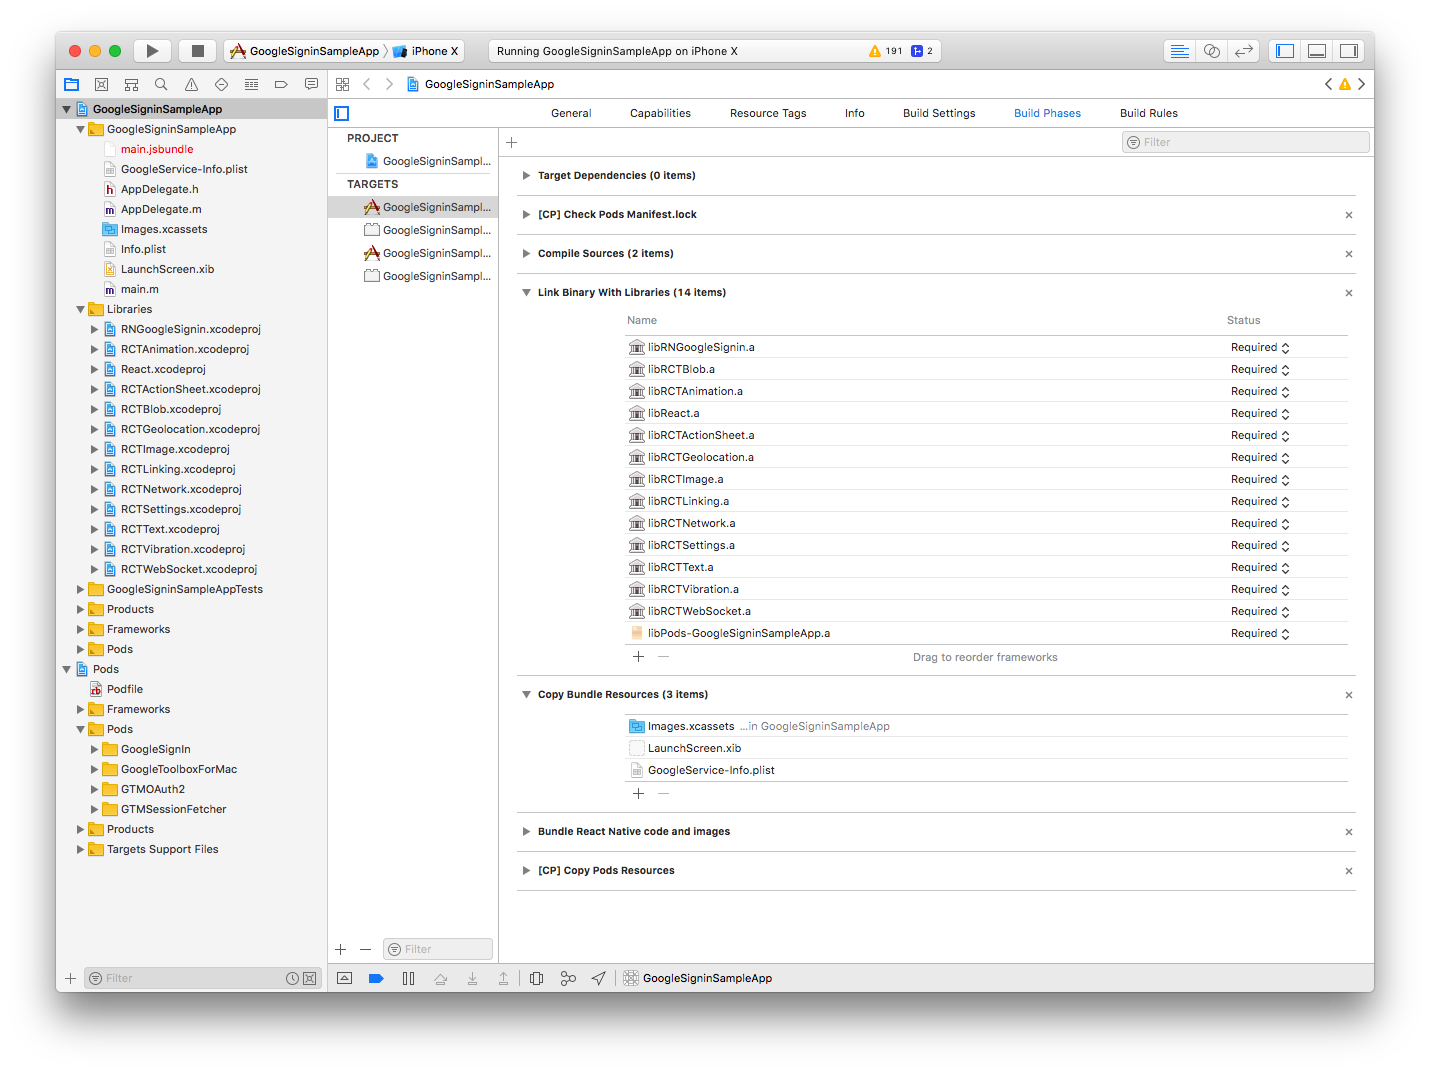 GoogleSigninSampleApp
iPhone X
Running GoogleSigninSampleApp on iPhone X
191
2
GoogleSigninSampleApp
GoogleSigninSampleApp
GoogleSigninSampleApp
main.jsbundle
GoogleService-Info.plist
AppDelegate.h
AppDelegate.m
Images.xcassets
Info.plist
LaunchScreen.xib
main.m
Libraries
RNGoogleSignin.xcodeproj
RCTAnimation.xcodeproj
React.xcodeproj
RCTActionSheet.xcodeproj
RCTBlob.xcodeproj
RCTGeolocation.xcodeproj
RCTImage.xcodeproj
RCTLinking.xcodeproj
RCTNetwork.xcodeproj
RCTSettings.xcodeproj
RCTText.xcodeproj
RCTVibration.xcodeproj
RCTWebSocket.xcodeproj
GoogleSigninSampleAppTests
Products
Frameworks
Pods
Pods
Podfile
Frameworks
Pods
GoogleSignIn
GoogleToolboxForMac
GTMOAuth2
GTMSessionFetcher
Products
Targets Support Files
Filter
General
Capabilities
Resource Tags
Info
Build Settings
Build Phases
Build Rules
PROJECT
GoogleSigninSampl...
TARGETS
GoogleSigninSampl...
GoogleSigninSampl...
GoogleSigninSampl...
GoogleSigninSampl...
Filter
Filter
Target Dependencies (0 items)
[CP] Check Pods Manifest.lock
Compile Sources (2 items)
Link Binary With Libraries (14 items)
Name Status
libRNGoogleSignin.a Required
libRCTBlob.a Required
libRCTAnimation.a Required
libReact.a Required
libRCTActionSheet.a Required
libRCTGeolocation.a Required
libRCTImage.a Required
libRCTLinking.a Required
libRCTNetwork.a Required
libRCTSettings.a Required
libRCTText.a Required
libRCTVibration.a Required
libRCTWebSocket.a Required
libPods-GoogleSigninSampleApp.a Required
Drag to reorder frameworks
Copy Bundle Resources (3 items)
Images.xcassets ...in GoogleSigninSampleApp
LaunchScreen.xib
GoogleService-Info.plist
Bundle React Native code and images
[CP] Copy Pods Resources
GoogleSigninSampleApp